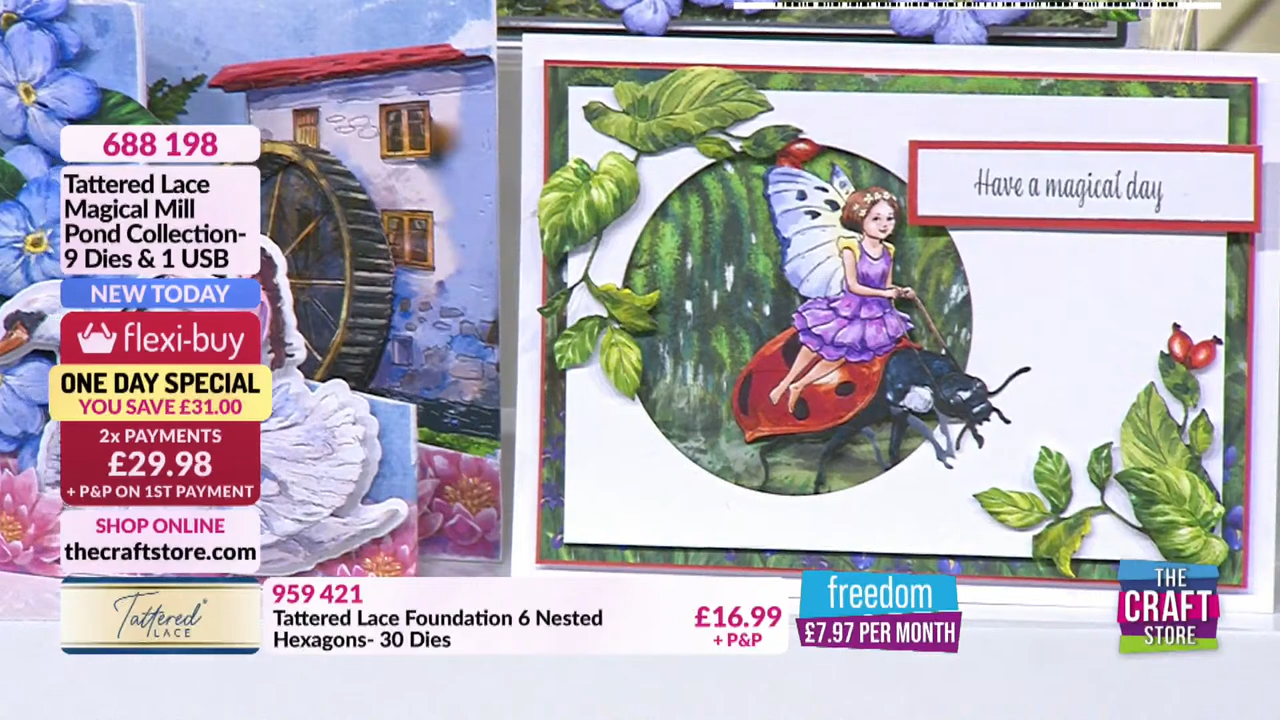 688 198
Tattered Lace
Magical Mill
Pond Collection-
9 Dies & 1 USB
NEW TODAY
flexi-buy
ONE DAY SPECIAL
YOU SAVE £31.00
2x PAYMENTS
£29.98
+ P&P ON 1ST PAYMENT
SHOP ONLINE
thecraftstore.com
Have a magical day
Tattered
LACE
959 421
Tattered Lace Foundation 6 Nested
Hexagons- 30 Dies
£16.99
+ P&P
freedom
£7.97 PER MONTH
THE
CRAFT
STORE